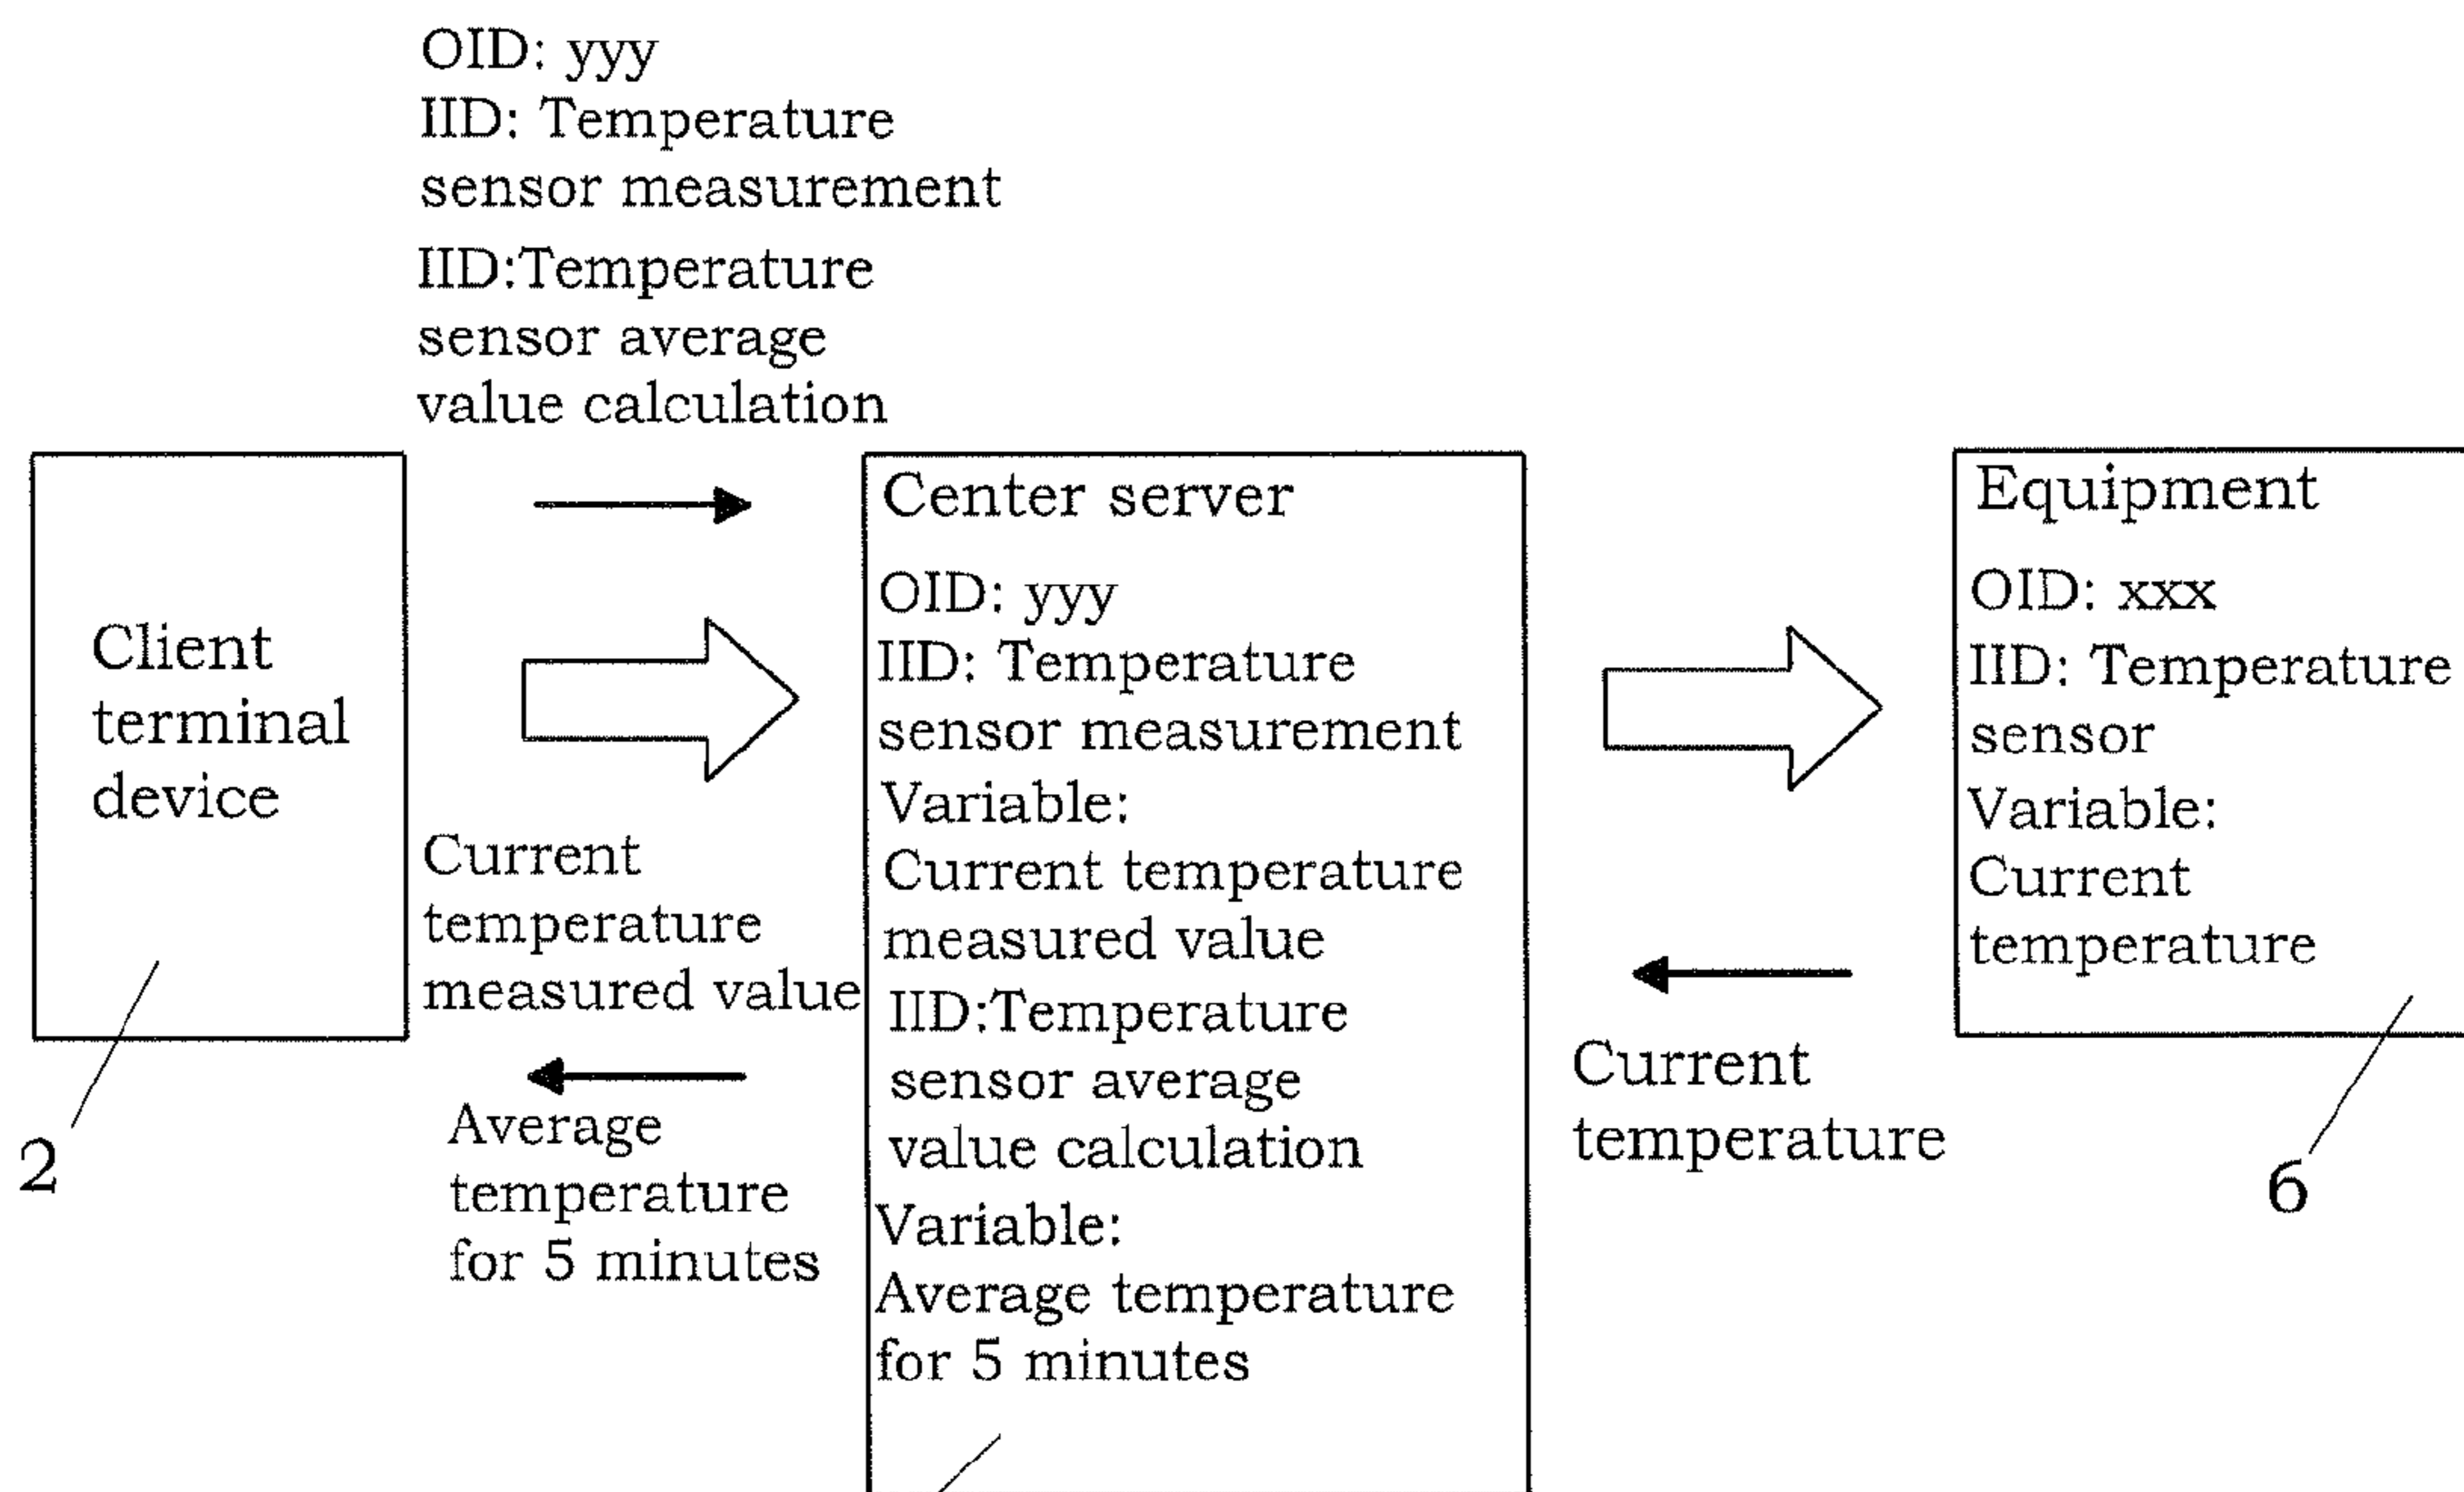 OID: yyy
IID: Temperature
sensor measurement
IID:Temperature
sensor average
value calculation
Client
terminal
device
2
Current
temperature
measured value
Average
temperature
for 5 minutes
Center server
OID: yyy
IID: Temperature
sensor measurement
Variable:
Current temperature
measured value
IID:Temperature
sensor average
value calculation
Variable:
Average temperature
for 5 minutes
Current
temperature
Equipment
OID: xxx
IID: Temperature
sensor
Variable:
Current
temperature
6